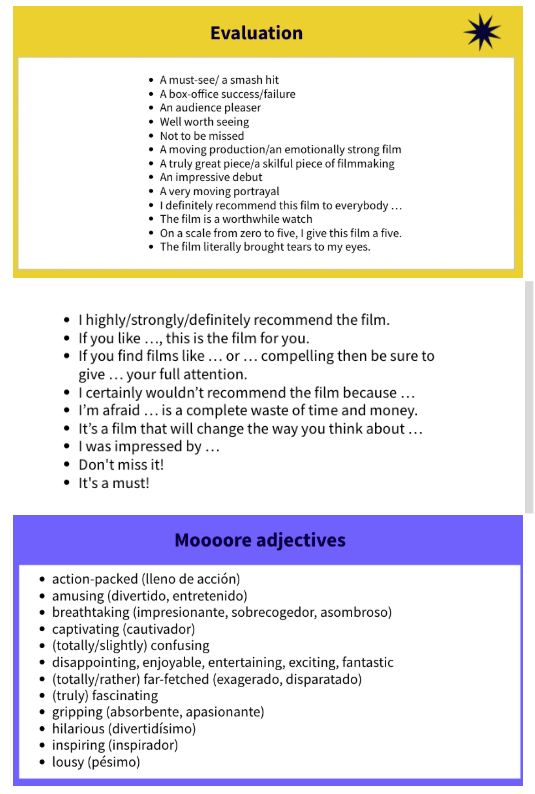 Evaluation
• A must-see/ a smash hit
• A box-office success/failure
• An audience pleaser
• Well worth seeing
• Not to be missed
• A moving production/an emotionally strong film
• A truly great piece/a skilful piece of filmmaking
• An impressive debut
• A very moving portrayal
• I definitely recommend this film to everybody …
• The film is a worthwhile watch
• On a scale from zero to five, I give this film a five.
• The film literally brought tears to my eyes.
• I highly/strongly/definitely recommend the film.
• If you like …, this is the film for you.
• If you find films like … or … compelling then be sure to
give … your full attention.
• I certainly wouldn’t recommend the film because …
• I’m afraid … is a complete waste of time and money.
• It’s a film that will change the way you think about …
• I was impressed by …
• Don't miss it!
• It's a must!
Moooore adjectives
• action-packed (lleno de acción)
• amusing (divertido, entretenido)
• breathtaking (impresionante, sobrecogedor, asombroso)
• captivating (cautivador)
• (totally/slightly) confusing
• disappointing, enjoyable, entertaining, exciting, fantastic
• (totally/rather) far-fetched (exagerado, disparatado)
• (truly) fascinating
• gripping (absorbente, apasionante)
• hilarious (divertidísimo)
• inspiring (inspirador)
• lousy (pésimo)